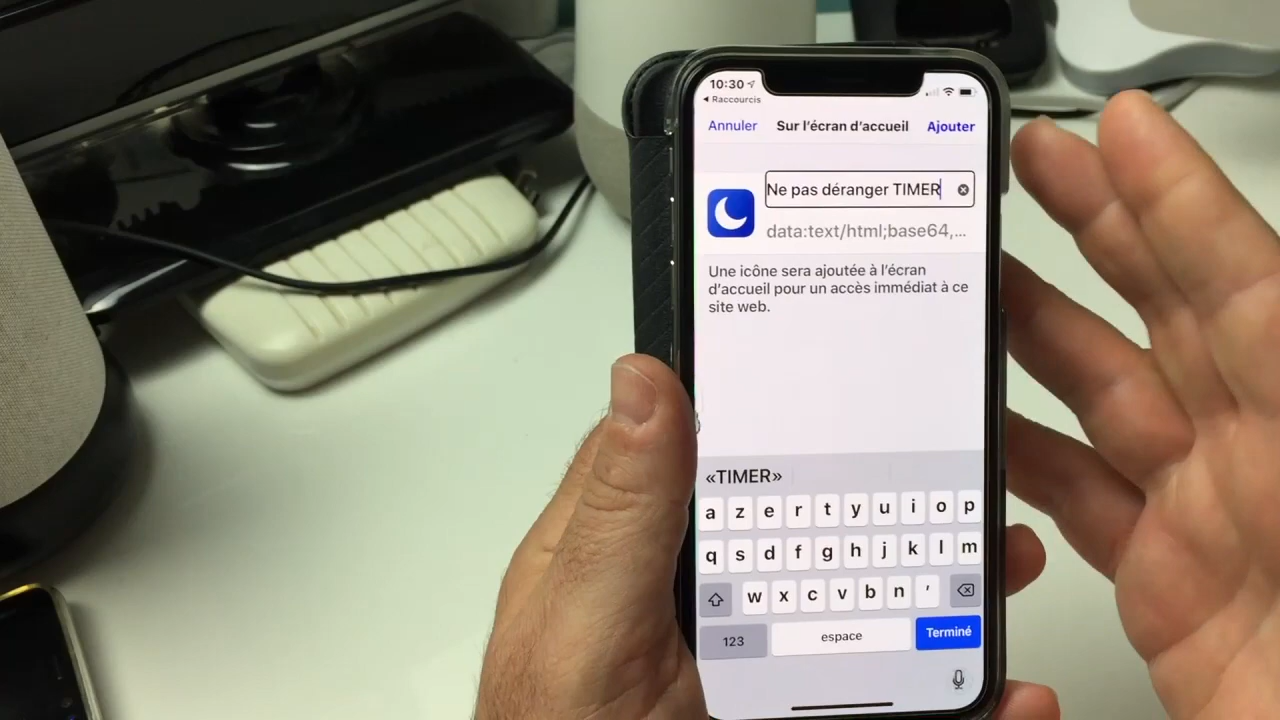 10:30
Raccourcis
Annuler Sur l'écran d'accueil Ajouter
Ne pas déranger TIMER
data:text/html;base64,...
Une icône sera ajoutée à l'écran
d'accueil pour un accès immédiat à ce
site web.
«TIMER»
a z e r t y u i o p
q s d f g h j k l m
w x c v b n '
123 espace Terminé